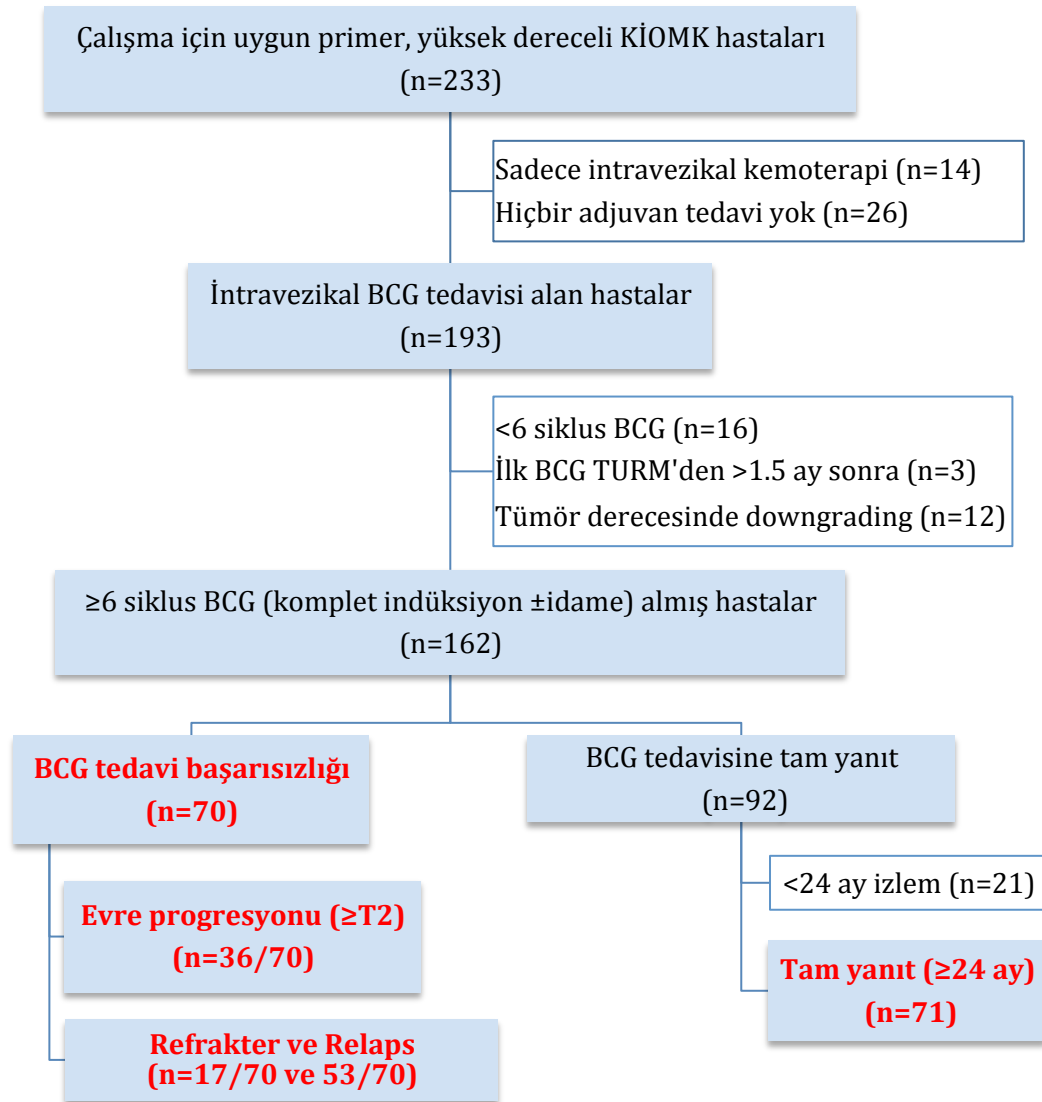 Çalışma için uygun primer, yüksek dereceli KİOMK hastaları
(n=233)
Sadece intravezikal kemoterapi (n=14)
Hiçbir adjuvan tedavi yok (n=26)
İntravezikal BCG tedavisi alan hastalar
(n=193)
<6 siklus BCG (n=16)
İlk BCG TURM'den >1.5 ay sonra (n=3)
Tümör derecesinde downgrading (n=12)
≥6 siklus BCG (komplet indüksiyon ±idame) almış hastalar
(n=162)
BCG tedavi başarısızlığı
(n=70)
BCG tedavisine tam yanıt
(n=92)
<24 ay izlem (n=21)
Evre progresyonu (≥T2)
(n=36/70)
Tam yanıt (≥24 ay)
(n=71)
Refrakter ve Relaps
(n=17/70 ve 53/70)